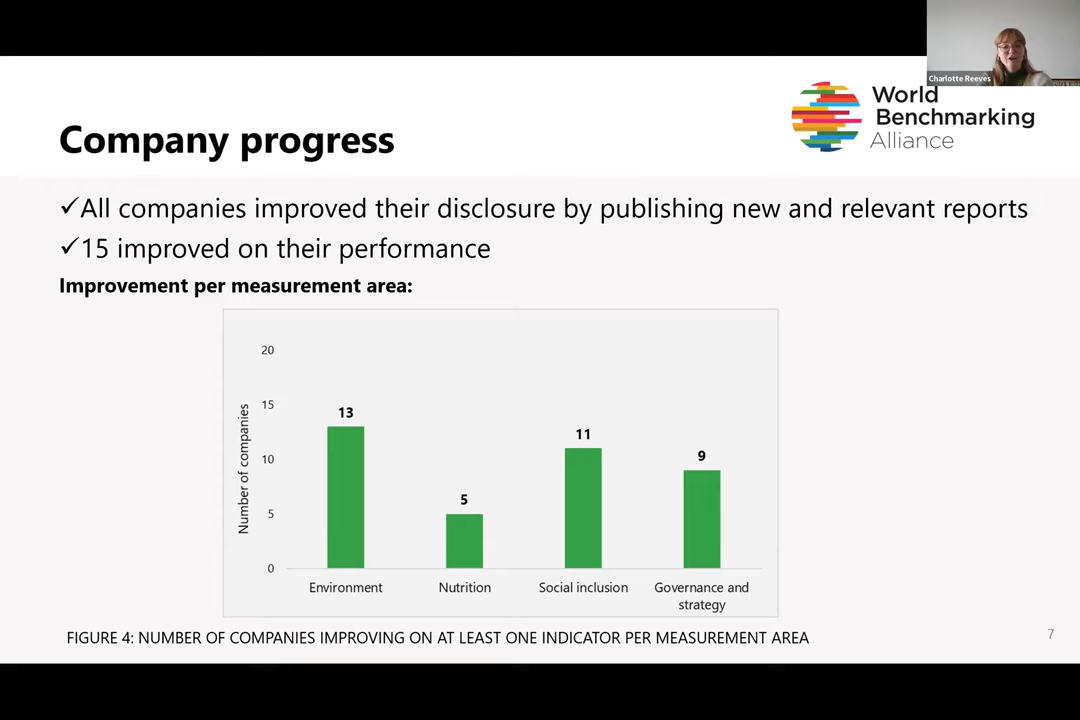 Charlotte Reeves
World
Benchmarking
Alliance
Company progress
✓All companies improved their disclosure by publishing new and relevant reports
✓15 improved on their performance
Improvement per measurement area:
20
15
10
5
0
Number of companies
13
5
11
9
Environment
Nutrition
Social inclusion
Governance and
strategy
FIGURE 4: NUMBER OF COMPANIES IMPROVING ON AT LEAST ONE INDICATOR PER MEASUREMENT AREA
7